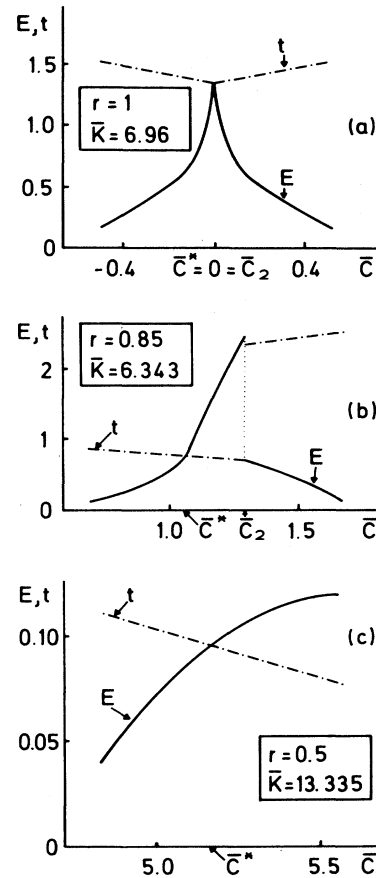 E,t
1.5
t
r = 1
K̅ = 6.96
1.0
(a)
0.5
E
0
-0.4 C̅*=0=C̅₂ 0.4 C̅
E,t
r = 0.85
K̅ = 6.343
2
(b)
t
1
E
0
1.0 C̅* C̅₂ 1.5 C̅
E,t
t
0.10
(c)
E
0.05
r = 0.5
K̅ = 13.335
0
5.0 C̅* 5.5 C̅